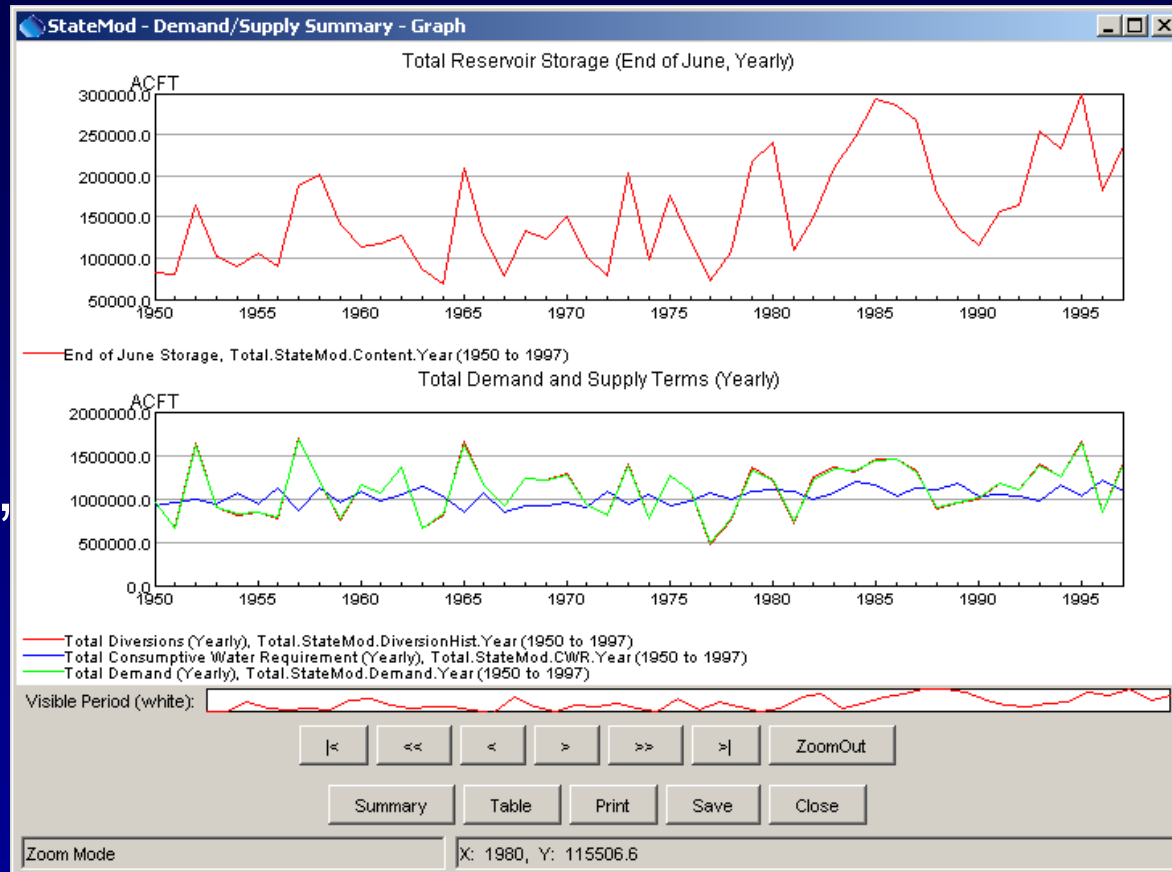 StateMod - Demand/Supply Summary - Graph
Total Reservoir Storage (End of June, Yearly)
ACFT
300000.0
250000.0
200000.0
150000.0
100000.0
50000.0
1950 1955 1960 1965 1970 1975 1980 1985 1990 1995
End of June Storage, Total.StateMod.Content.Year (1950 to 1997)
Total Demand and Supply Terms (Yearly)
ACFT
2000000.0
1500000.0
1000000.0
500000.0
0.0
1950 1955 1960 1965 1970 1975 1980 1985 1990 1995
,
Total Diversions (Yearly), Total.StateMod.DiversionHist.Year (1950 to 1997)
Total Consumptive Water Requirement (Yearly), Total.StateMod.CWR.Year (1950 to 1997)
Total Demand (Yearly), Total.StateMod.Demand.Year (1950 to 1997)
Visible Period (white):
|< << < > >> >| ZoomOut
Summary Table Print Save Close
Zoom Mode X: 1980, Y: 115506.6